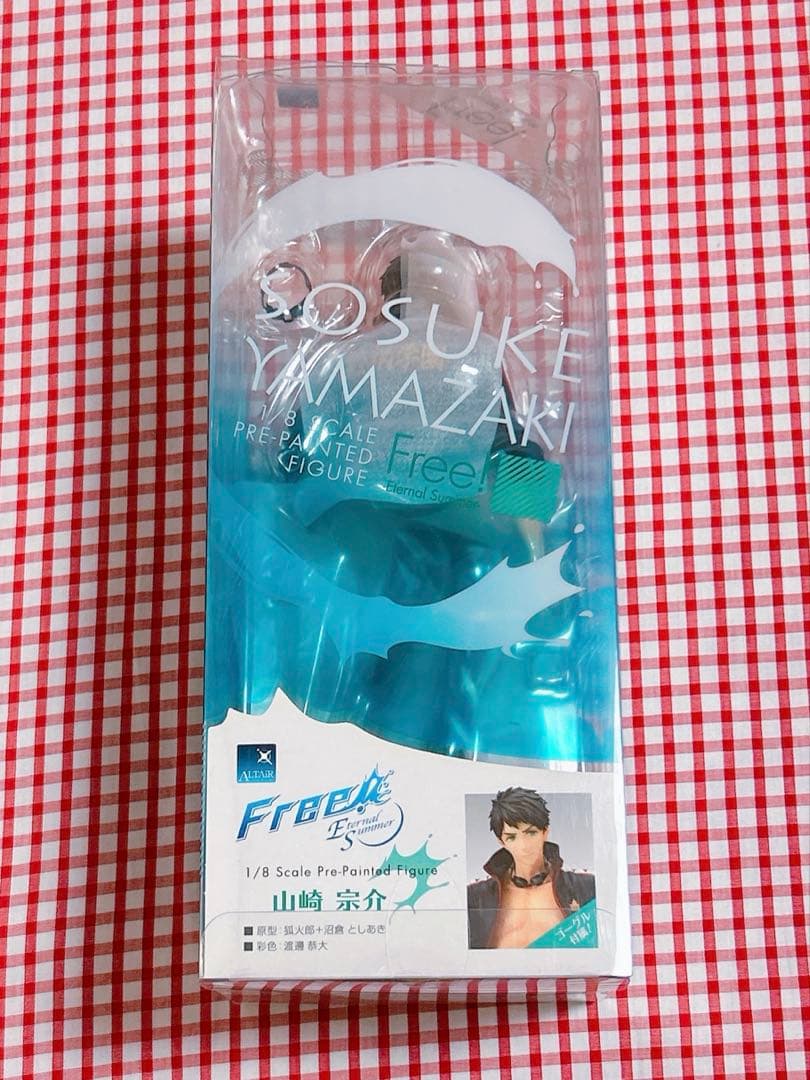 SOSUKE
YAMAZAKI
1/8 SCALE
PRE-PAINTED
FIGURE
Free!
Eternal Summer
ALTAiR
Free!
Eternal
Summer
1/8 Scale Pre-Painted Figure
山崎 宗介
■原型:狐火郎+沼倉 としあき
■彩色:渡邊 恭大
ゴーグル
付属!